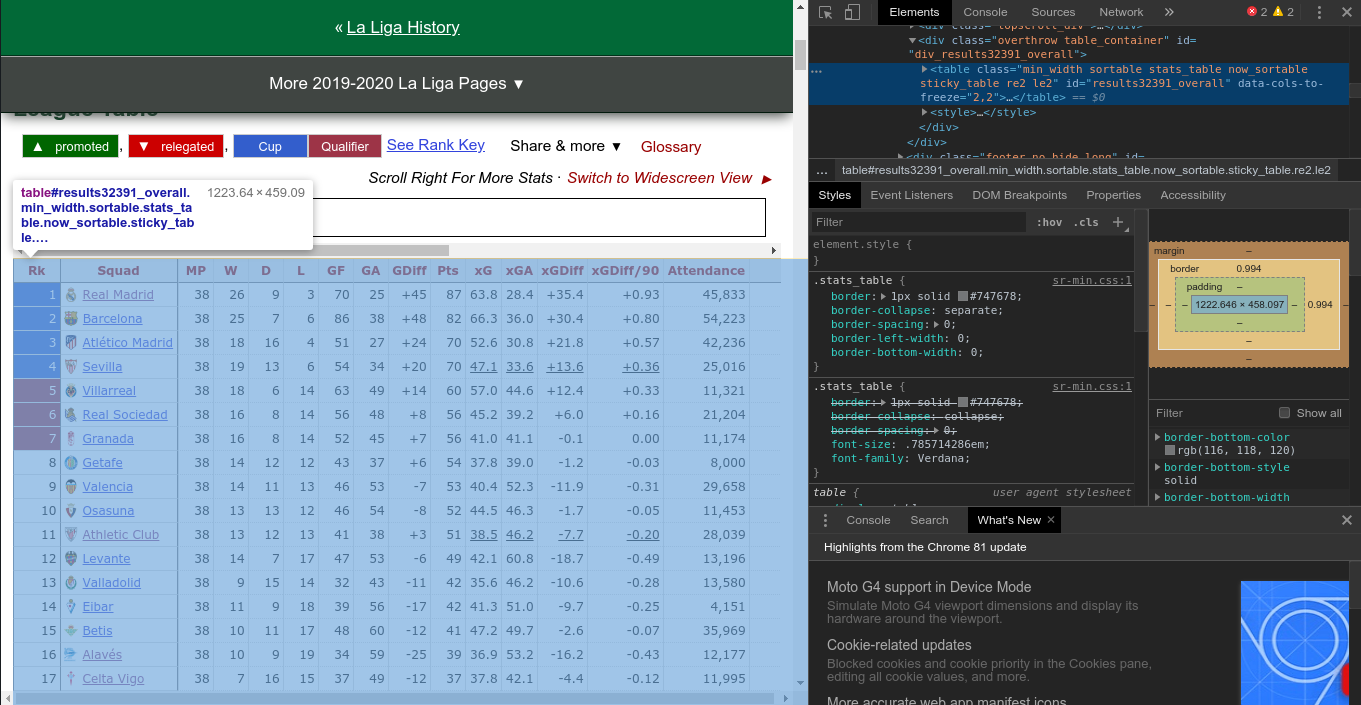 « La Liga History
More 2019-2020 La Liga Pages ▼
League Table
▲ promoted, ▼ relegated, Cup Qualifier See Rank Key Share & more ▼ Glossary
Scroll Right For More Stats · Switch to Widescreen View ▶
table#results32391_overall. 1223.64 × 459.09
min_width.sortable.stats_ta
ble.now_sortable.sticky_tab
le.…
Rk Squad MP W D L GF GA GDiff Pts xG xGA xGDiff xGDiff/90 Attendance
1 Real Madrid 38 26 9 3 70 25 +45 87 63.8 28.4 +35.4 +0.93 45,833
2 Barcelona 38 25 7 6 86 38 +48 82 66.3 36.0 +30.4 +0.80 54,223
3 Atlético Madrid 38 18 16 4 51 27 +24 70 52.6 30.8 +21.8 +0.57 42,236
4 Sevilla 38 19 13 6 54 34 +20 70 47.1 33.6 +13.6 +0.36 25,016
5 Villarreal 38 18 6 14 63 49 +14 60 57.0 44.6 +12.4 +0.33 11,321
6 Real Sociedad 38 16 8 14 56 48 +8 56 45.2 39.2 +6.0 +0.16 21,204
7 Granada 38 16 8 14 52 45 +7 56 41.0 41.1 -0.1 0.00 11,174
8 Getafe 38 14 12 12 43 37 +6 54 37.8 39.0 -1.2 -0.03 8,000
9 Valencia 38 14 11 13 46 53 -7 53 40.4 52.3 -11.9 -0.31 29,658
10 Osasuna 38 13 13 12 46 54 -8 52 44.5 46.3 -1.7 -0.05 11,453
11 Athletic Club 38 13 12 13 41 38 +3 51 38.5 46.2 -7.7 -0.20 28,039
12 Levante 38 14 7 17 47 53 -6 49 42.1 60.8 -18.7 -0.49 13,196
13 Valladolid 38 9 15 14 32 43 -11 42 35.6 46.2 -10.6 -0.28 13,580
14 Eibar 38 11 9 18 39 56 -17 42 41.3 51.0 -9.7 -0.25 4,151
15 Betis 38 10 11 17 48 60 -12 41 47.2 49.7 -2.6 -0.07 35,969
16 Alavés 38 10 9 19 34 59 -25 39 36.9 53.2 -16.2 -0.43 12,177
17 Celta Vigo 38 7 16 15 37 49 -12 37 37.8 42.1 -4.4 -0.12 11,995
Elements Console Sources Network » 2 2
<div class="topscroll_div">…</div>
▼<div class="overthrow table_container" id=
"div_results32391_overall">
… ▶<table class="min_width sortable stats_table now_sortable
sticky_table re2 le2" id="results32391_overall" data-cols-to-
freeze="2,2">…</table> == $0
▶<style>…</style>
</div>
</div>
▶<div class="footer no_hide_long" id=
… table#results32391_overall.min_width.sortable.stats_table.now_sortable.sticky_table.re2.le2
Styles Event Listeners DOM Breakpoints Properties Accessibility
Filter :hov .cls +
element.style {
}
.stats_table { sr-min.css:1
border: ▶ 1px solid #747678;
border-collapse: separate;
border-spacing: ▶ 0;
border-left-width: 0;
border-bottom-width: 0;
}
.stats_table { sr-min.css:1
border: ▶ 1px solid #747678;
border-collapse: collapse;
border-spacing: ▶ 0;
font-size: .785714286em;
font-family: Verdana;
}
table { user agent stylesheet
margin –
border 0.994
padding –
– – – 1222.646 × 458.097 – 0.994 –
–
–
–
Filter Show all
▶ border-bottom-color
rgb(116, 118, 120)
▶ border-bottom-style
solid
▶ border-bottom-width
Console Search What's New ×
Highlights from the Chrome 81 update
Moto G4 support in Device Mode
Simulate Moto G4 viewport dimensions and display its
hardware around the viewport.
Cookie-related updates
Blocked cookies and cookie priority in the Cookies pane,
editing all cookie values, and more.
More accurate web app manifest icons